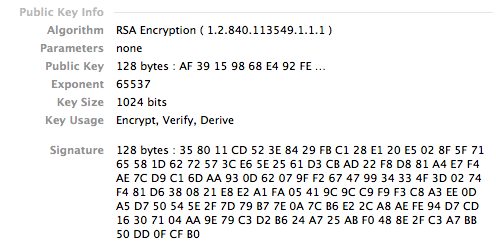 Public Key Info
Algorithm RSA Encryption ( 1.2.840.113549.1.1.1 )
Parameters none
Public Key 128 bytes : AF 39 15 98 68 E4 92 FE ...
Exponent 65537
Key Size 1024 bits
Key Usage Encrypt, Verify, Derive
Signature 128 bytes : 35 80 11 CD 52 3E 84 29 FB C1 28 E1 20 E5 02 8F 5F 71
65 58 1D 62 72 57 3C E6 5E 25 61 D3 CB AD 22 F8 D8 81 A4 E7 F4
AE 7C D9 C1 6D AA 93 0D 62 07 9F F2 67 47 99 34 33 4F 3D 02 74
F4 81 D6 38 08 21 E8 E2 A1 FA 05 41 9C 9C C9 F9 F3 C8 A3 EE 0D
A5 D7 50 54 5E 2F 7D 79 B7 7E 0A 7C B6 E2 2C A8 AE FE 94 D7 CD
16 30 71 04 AA 9E 79 C3 D2 B6 24 A7 25 AB F0 48 8E 2F C3 A7 BB
50 DD 0F CF B0